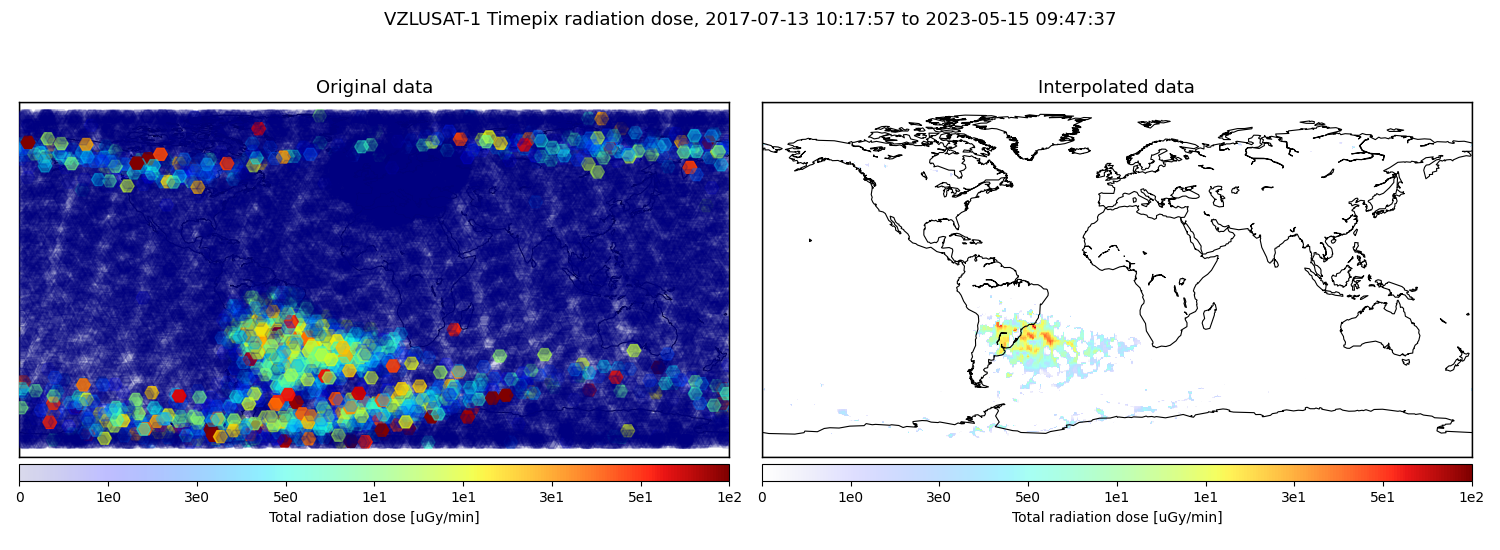 VZLUSAT-1 Timepix radiation dose, 2017-07-13 10:17:57 to 2023-05-15 09:47:37
Original data
Interpolated data
0 1e0 3e0 5e0 1e1 1e1 3e1 5e1 1e2
Total radiation dose [uGy/min]
0 1e0 3e0 5e0 1e1 1e1 3e1 5e1 1e2
Total radiation dose [uGy/min]